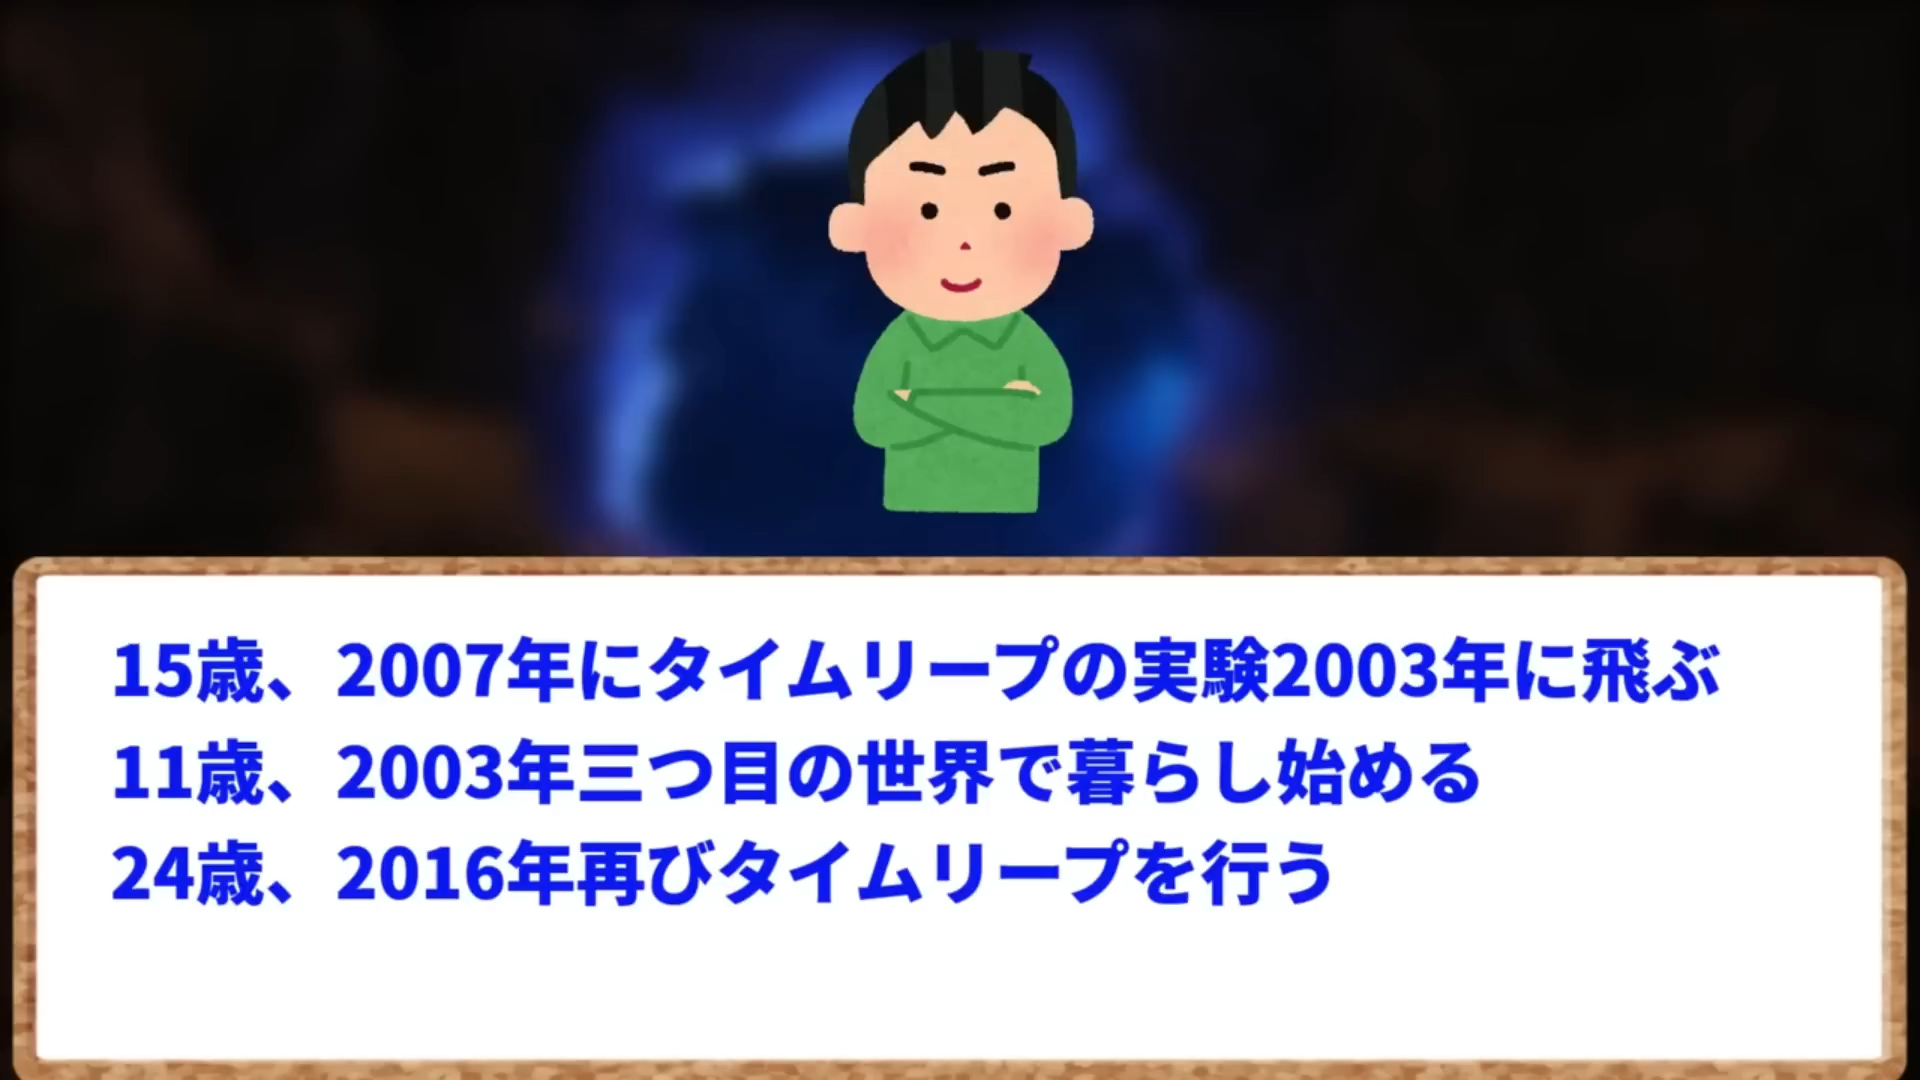 15歳、2007年にタイムリープの実験2003年に飛ぶ
11歳、2003年三つ目の世界で暮らし始める
24歳、2016年再びタイムリープを行う